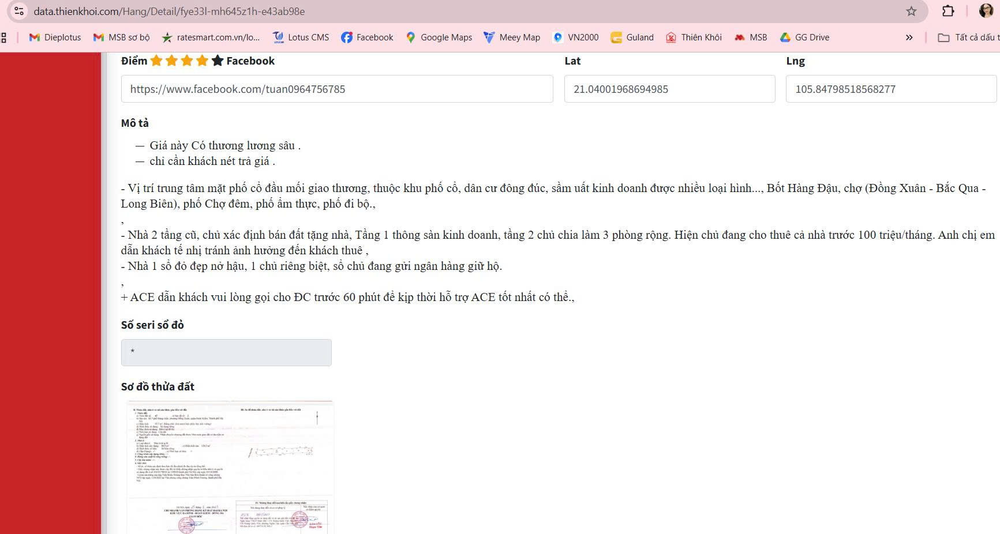 data.thienkhoi.com/Hang/Detail/fye33l-mh645z1h-e43ab98e
Dieplotus MSB sơ bộ ratesmart.com.vn/lo... Lotus CMS Facebook Google Maps Meey Map VN2000 Guland Thiên Khôi MSB GG Drive » Tất cả dấu t
Điểm Facebook Lat Lng
https://www.facebook.com/tuan0964756785 21.04001968694985 105.84798518568277
Mô tả
— Giá này Có thương lương sâu .
— chỉ cần khách nét trả giá .
- Vị trí trung tâm mặt phố cổ đầu mối giao thương, thuộc khu phố cổ, dân cư đông đúc, sầm uất kinh doanh được nhiều loại hình..., Bốt Hàng Đậu, chợ (Đồng Xuân - Bắc Qua -
Long Biên), phố Chợ đêm, phố ẩm thực, phố đi bộ.,
,
- Nhà 2 tầng cũ, chủ xác định bán đất tặng nhà, Tầng 1 thông sàn kinh doanh, tầng 2 chủ chia làm 3 phòng rộng. Hiện chủ đang cho thuê cả nhà trước 100 triệu/tháng. Anh chị em
dẫn khách tế nhị tránh ảnh hưởng đến khách thuê ,
- Nhà 1 sổ đỏ đẹp nở hậu, 1 chủ riêng biệt, sổ chủ đang gửi ngân hàng giữ hộ.
,
+ ACE dẫn khách vui lòng gọi cho ĐC trước 60 phút để kịp thời hỗ trợ ACE tốt nhất có thể.,
Số seri sổ đỏ
*
Sơ đồ thửa đất